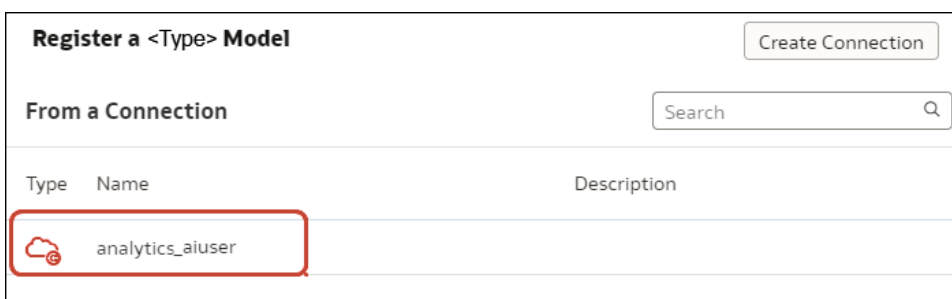 Register a <Type> Model
Create Connection
From a Connection
Search
Type Name Description
analytics_aiuser